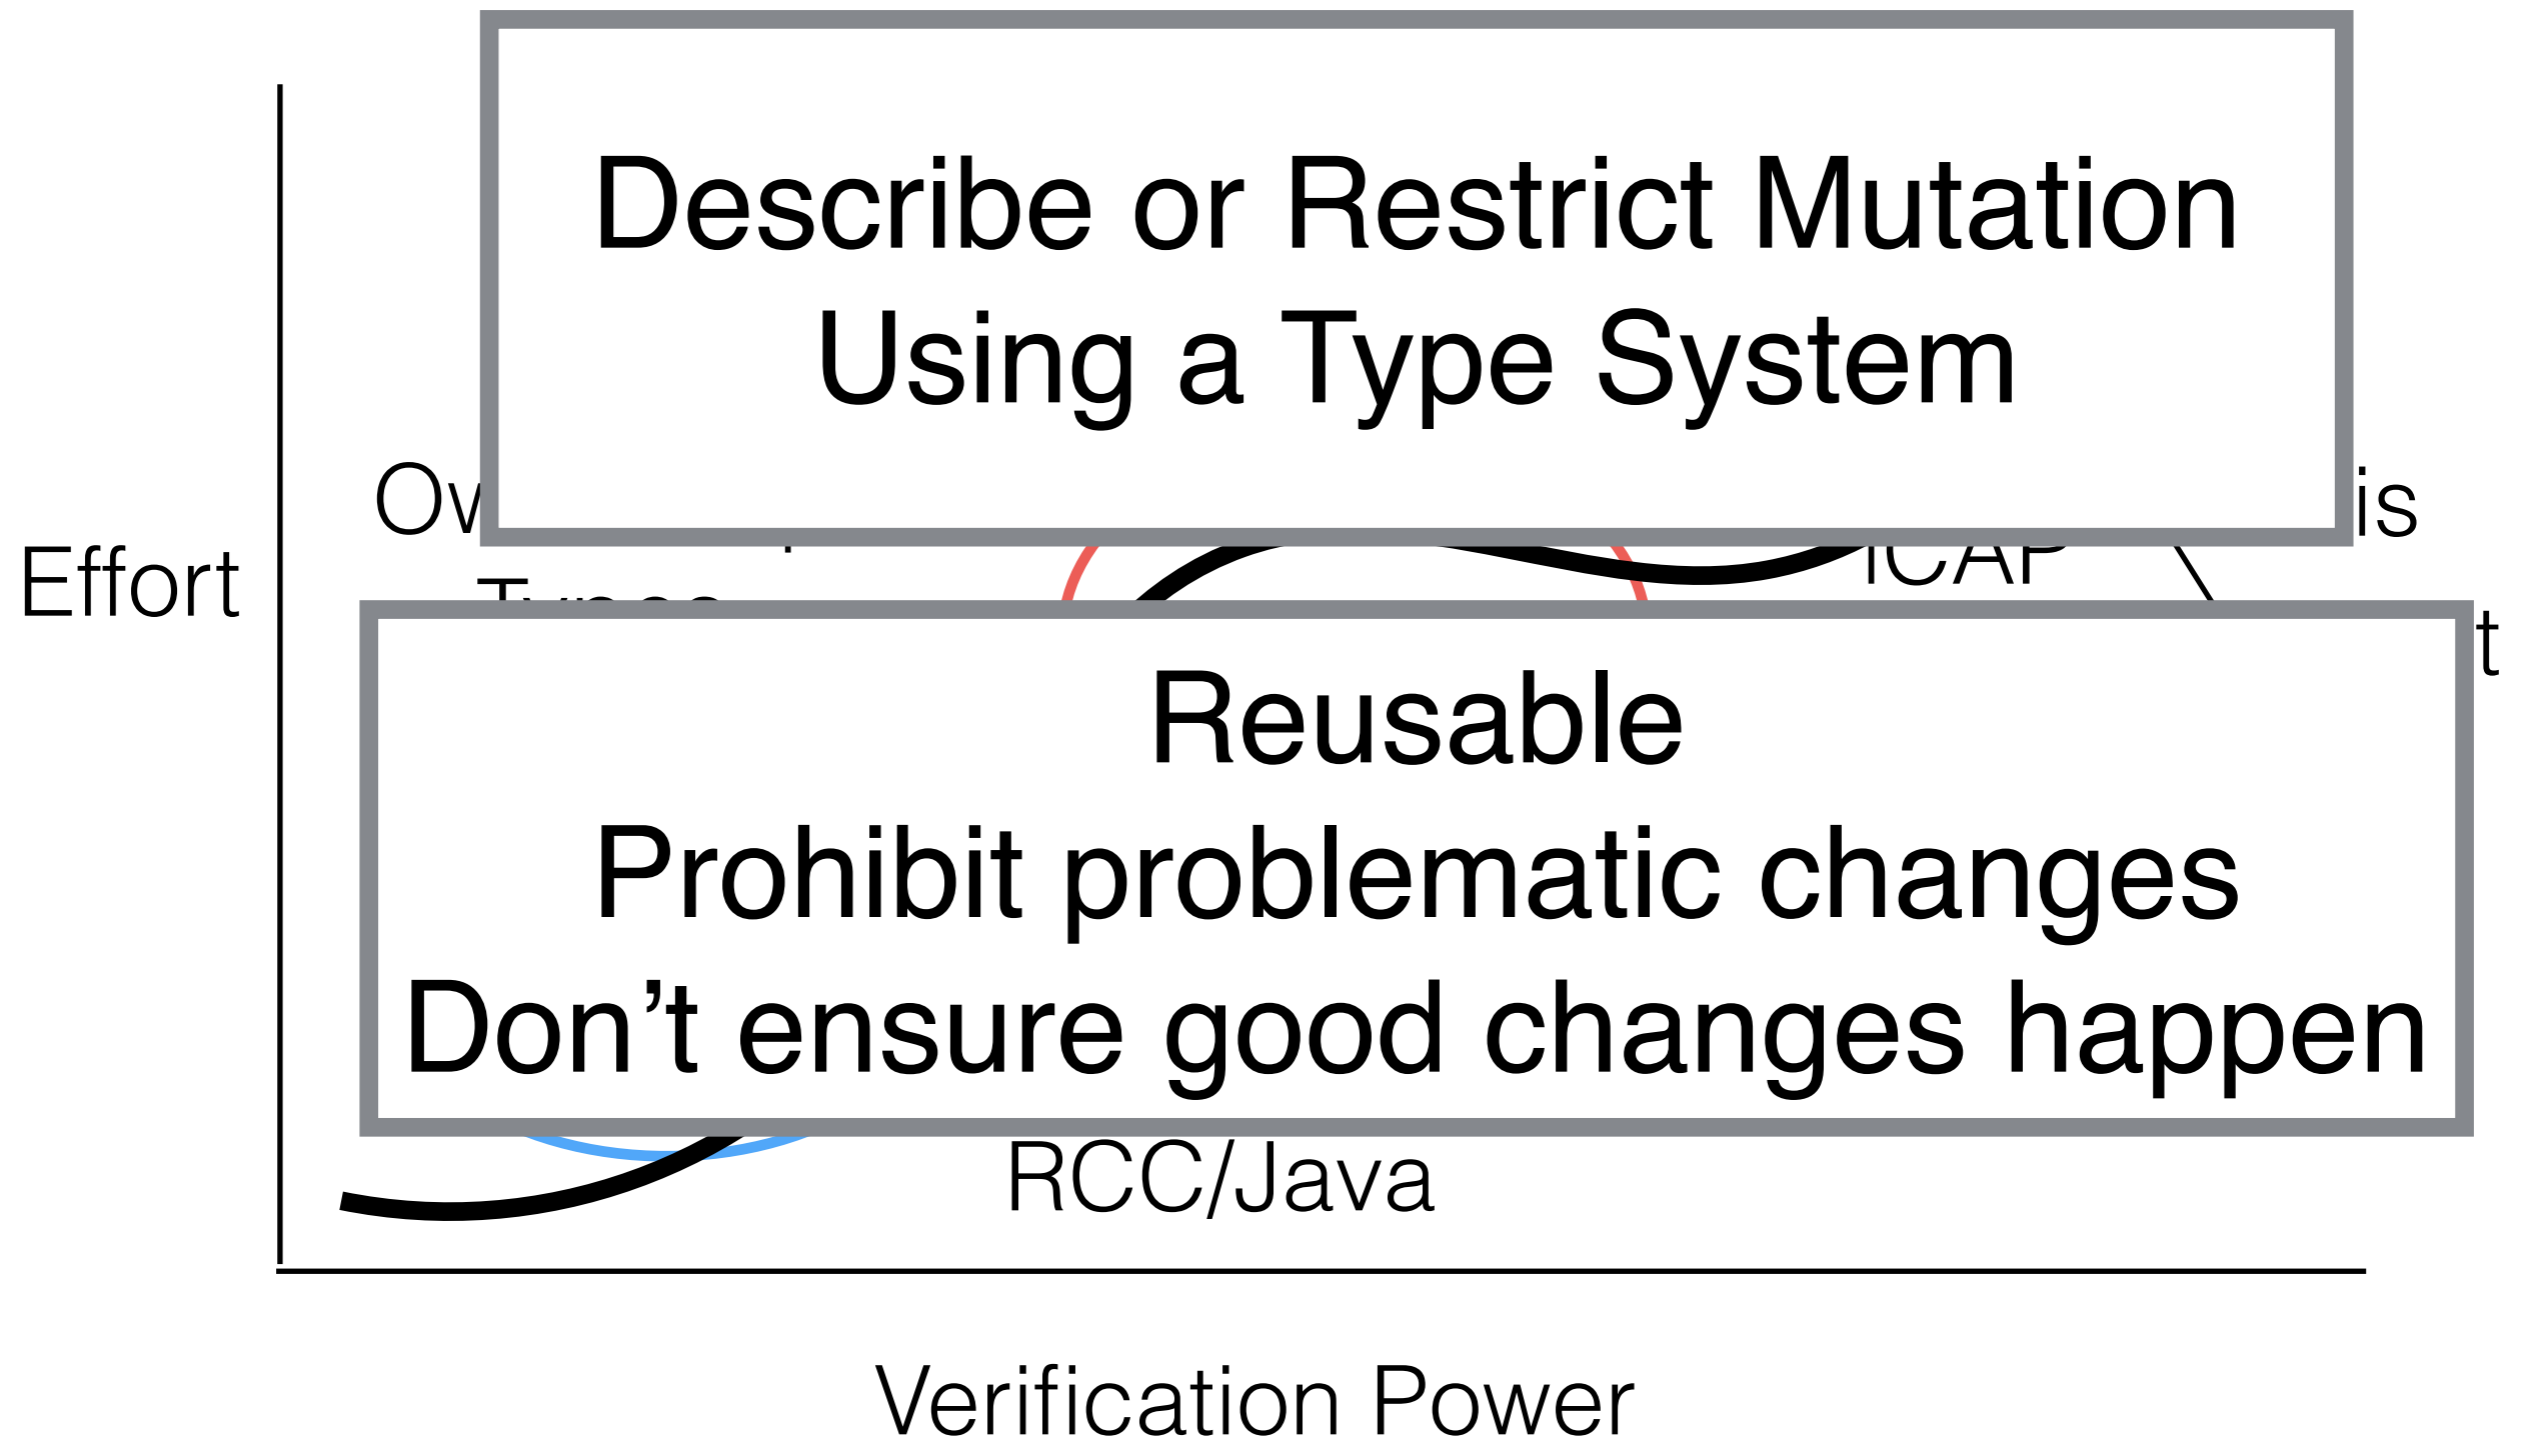 Describe or Restrict Mutation
Using a Type System
Effort
iCAP
Reusable
Prohibit problematic changes
Don’t ensure good changes happen
RCC/Java
Verification Power